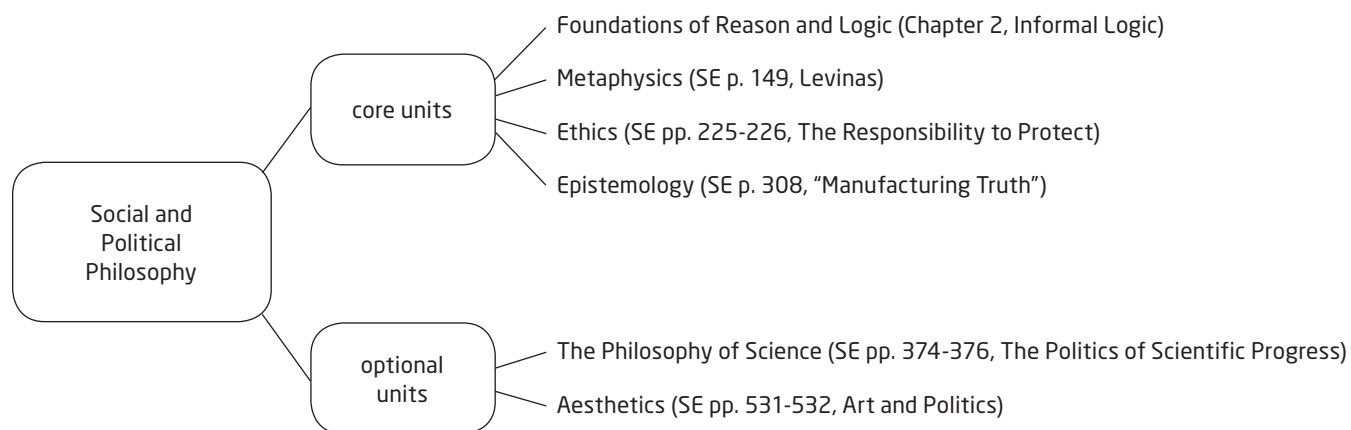 Foundations of Reason and Logic (Chapter 2, Informal Logic)
Metaphysics (SE p. 149, Levinas)
core units
Ethics (SE pp. 225-226, The Responsibility to Protect)
Epistemology (SE p. 308, “Manufacturing Truth”)
Social and
Political
Philosophy
The Philosophy of Science (SE pp. 374-376, The Politics of Scientific Progress)
optional
units
Aesthetics (SE pp. 531-532, Art and Politics)